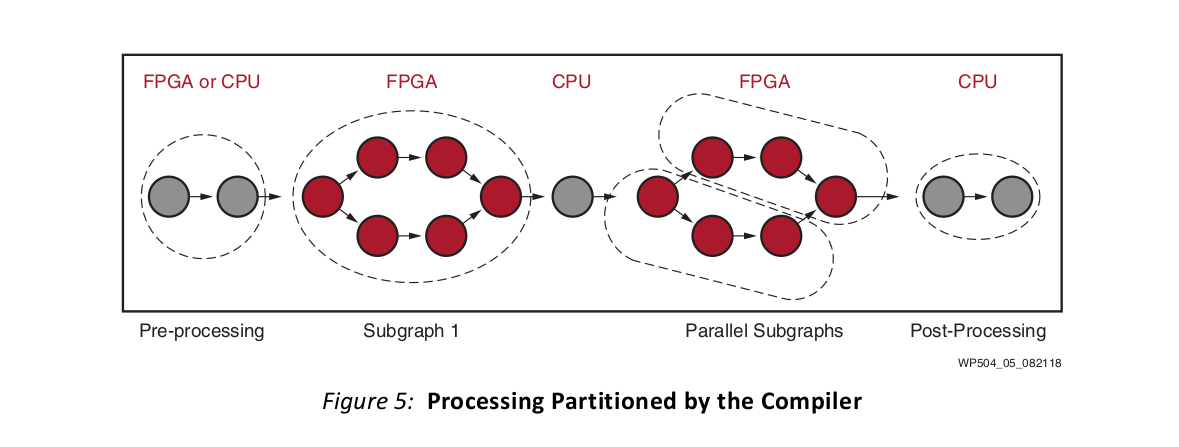 FPGA or CPU FPGA CPU FPGA CPU
Pre-processing Subgraph 1 Parallel Subgraphs Post-Processing
WP504_05_082118
Figure 5: Processing Partitioned by the Compiler